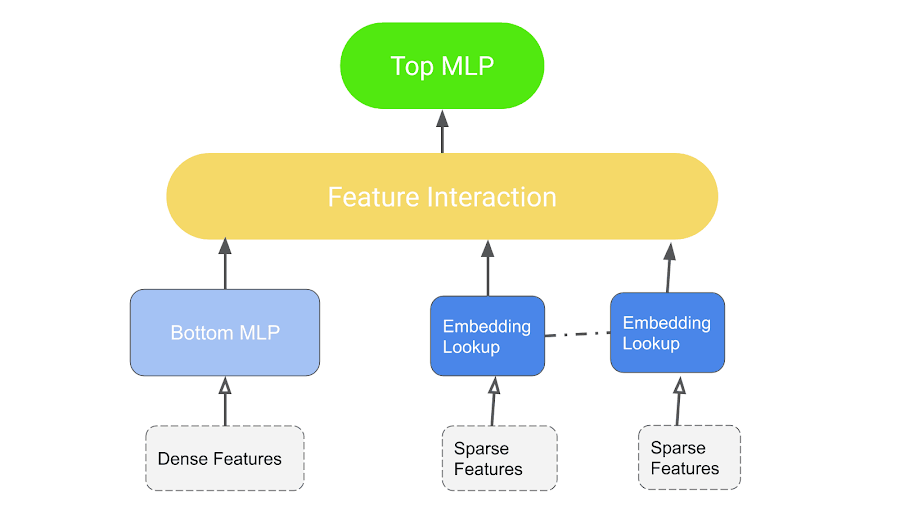 Top MLP
Feature Interaction
Bottom MLP
Embedding
Lookup
Embedding
Lookup
Dense Features
Sparse
Features
Sparse
Features